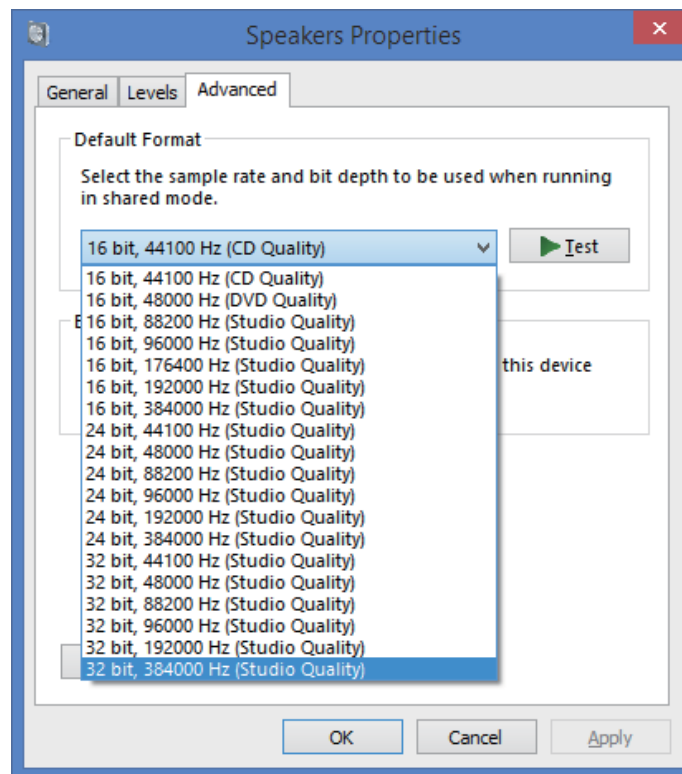 Speakers Properties
General Levels Advanced
Default Format
Select the sample rate and bit depth to be used when running
in shared mode.
16 bit, 44100 Hz (CD Quality)
Test
16 bit, 44100 Hz (CD Quality)
16 bit, 48000 Hz (DVD Quality)
16 bit, 88200 Hz (Studio Quality)
16 bit, 96000 Hz (Studio Quality)
16 bit, 176400 Hz (Studio Quality)
this device
16 bit, 192000 Hz (Studio Quality)
16 bit, 384000 Hz (Studio Quality)
24 bit, 44100 Hz (Studio Quality)
24 bit, 48000 Hz (Studio Quality)
24 bit, 88200 Hz (Studio Quality)
24 bit, 96000 Hz (Studio Quality)
24 bit, 192000 Hz (Studio Quality)
24 bit, 384000 Hz (Studio Quality)
32 bit, 44100 Hz (Studio Quality)
32 bit, 48000 Hz (Studio Quality)
32 bit, 88200 Hz (Studio Quality)
32 bit, 96000 Hz (Studio Quality)
32 bit, 192000 Hz (Studio Quality)
32 bit, 384000 Hz (Studio Quality)
OK Cancel Apply